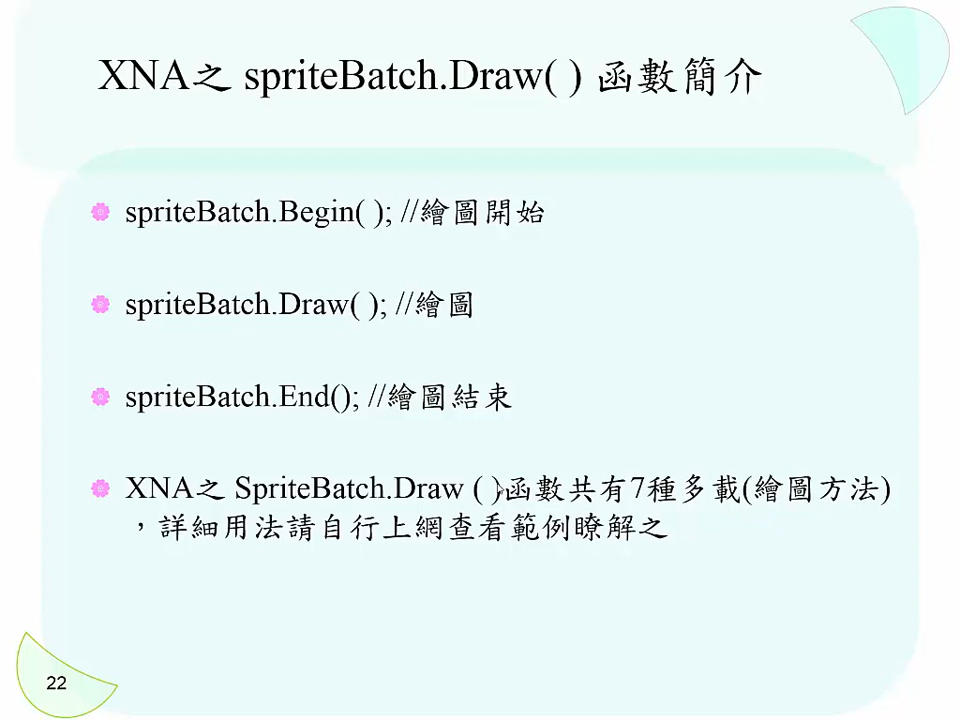 XNA之 spriteBatch.Draw( ) 函數簡介
spriteBatch.Begin( ); //繪圖開始
spriteBatch.Draw( ); //繪圖
spriteBatch.End(); //繪圖結束
XNA之 SpriteBatch.Draw ( )函數共有7種多載(繪圖方法)
，詳細用法請自行上網查看範例瞭解之
22